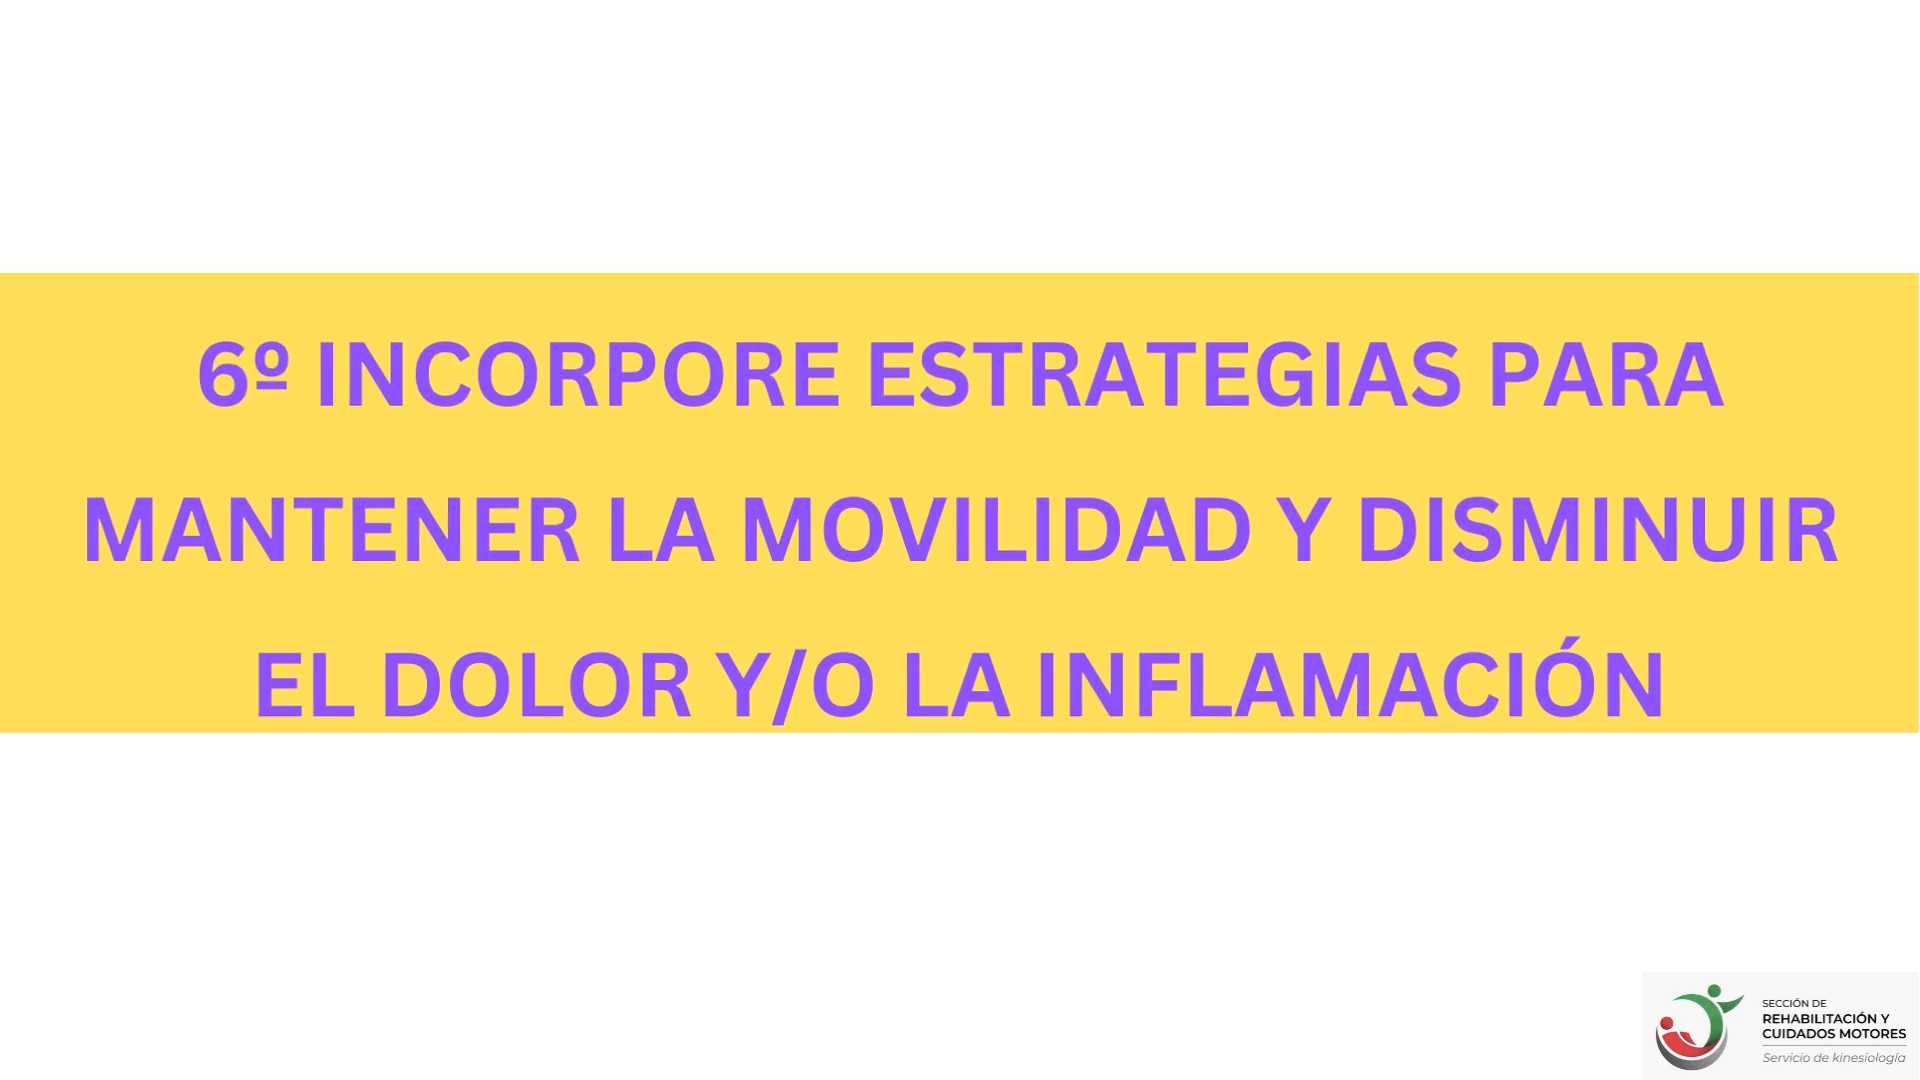 6º INCORPORE ESTRATEGIAS PARA
MANTENER LA MOVILIDAD Y DISMINUIR
EL DOLOR Y/O LA INFLAMACIÓN
SECCIÓN DE
REHABILITACIÓN Y
CUIDADOS MOTORES
Servicio de kinesiología